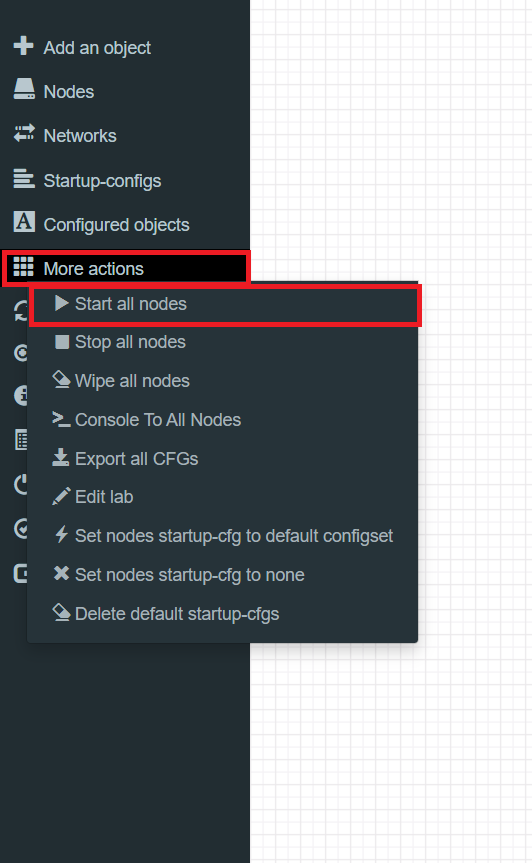 Add an object
Nodes
Networks
Startup-configs
A Configured objects
More actions
Start all nodes
Stop all nodes
Wipe all nodes
Console To All Nodes
Export all CFGs
Edit lab
Set nodes startup-cfg to default configset
Set nodes startup-cfg to none
Delete default startup-cfgs